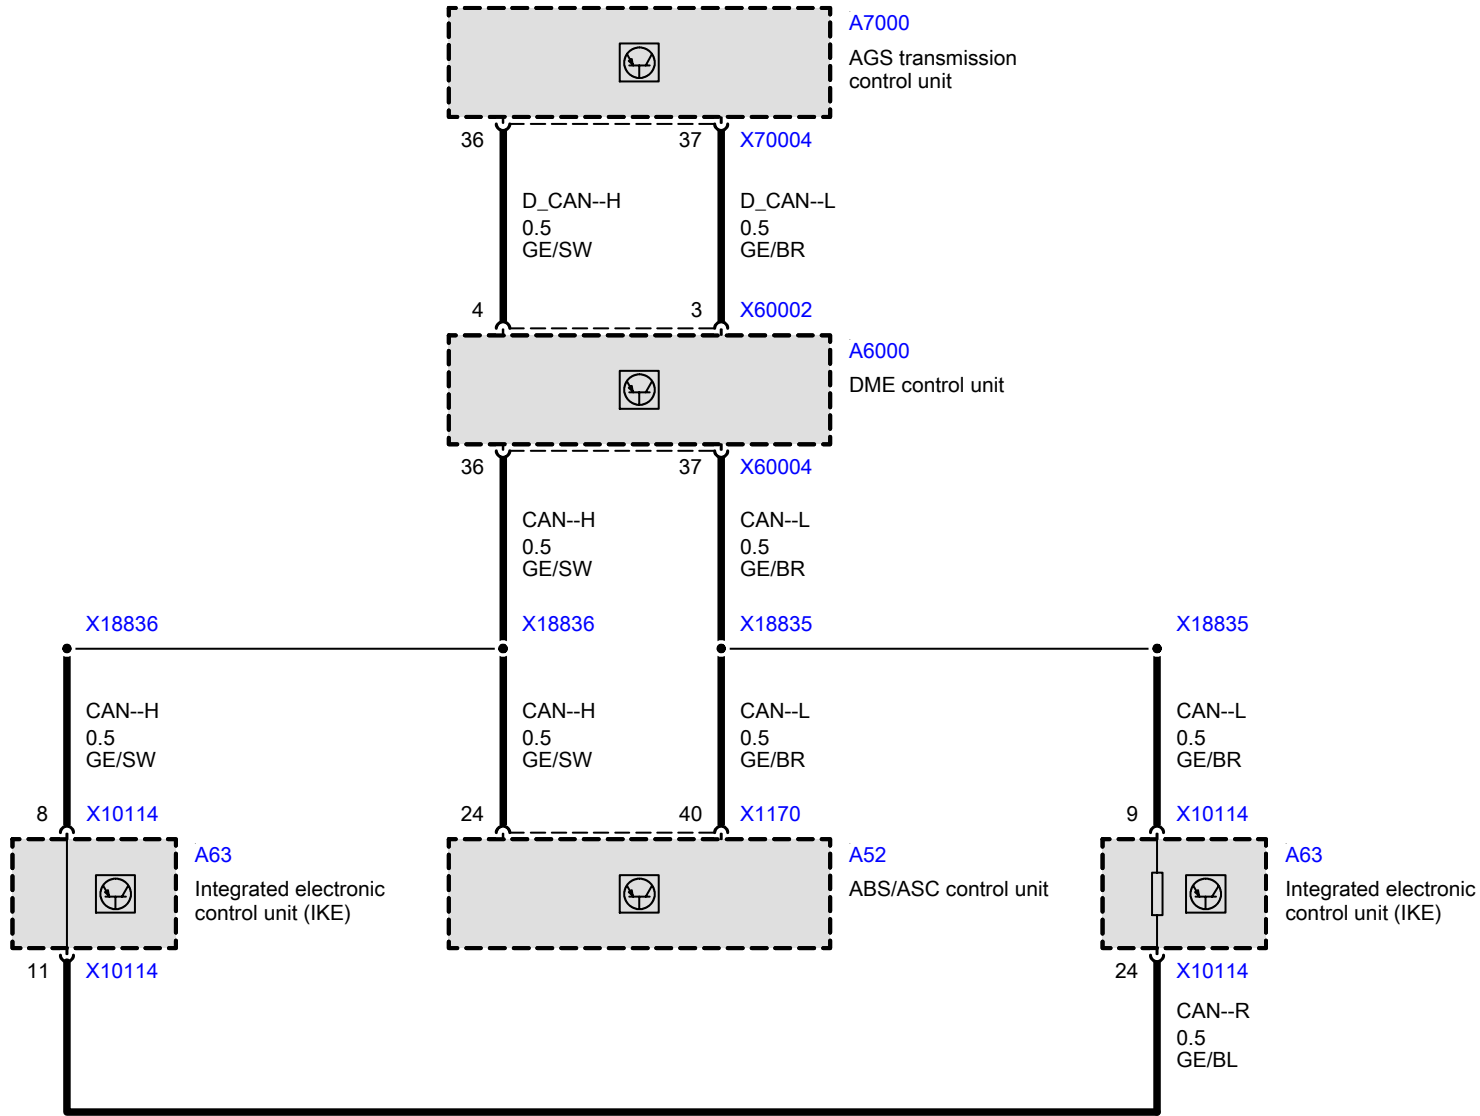 A7000
AGS transmission
control unit
36
37
X70004
D_CAN--H
0.5
GE/SW
D_CAN--L
0.5
GE/BR
4
3
X60002
A6000
DME control unit
36
37
X60004
CAN--H
0.5
GE/SW
CAN--L
0.5
GE/BR
X18836
X18836
X18835
X18835
CAN--H
0.5
GE/SW
CAN--H
0.5
GE/SW
CAN--L
0.5
GE/BR
CAN--L
0.5
GE/BR
8
X10114
24
40
X1170
9
X10114
A63
Integrated electronic
control unit (IKE)
A52
ABS/ASC control unit
A63
Integrated electronic
control unit (IKE)
11
X10114
24
X10114
CAN--R
0.5
GE/BL